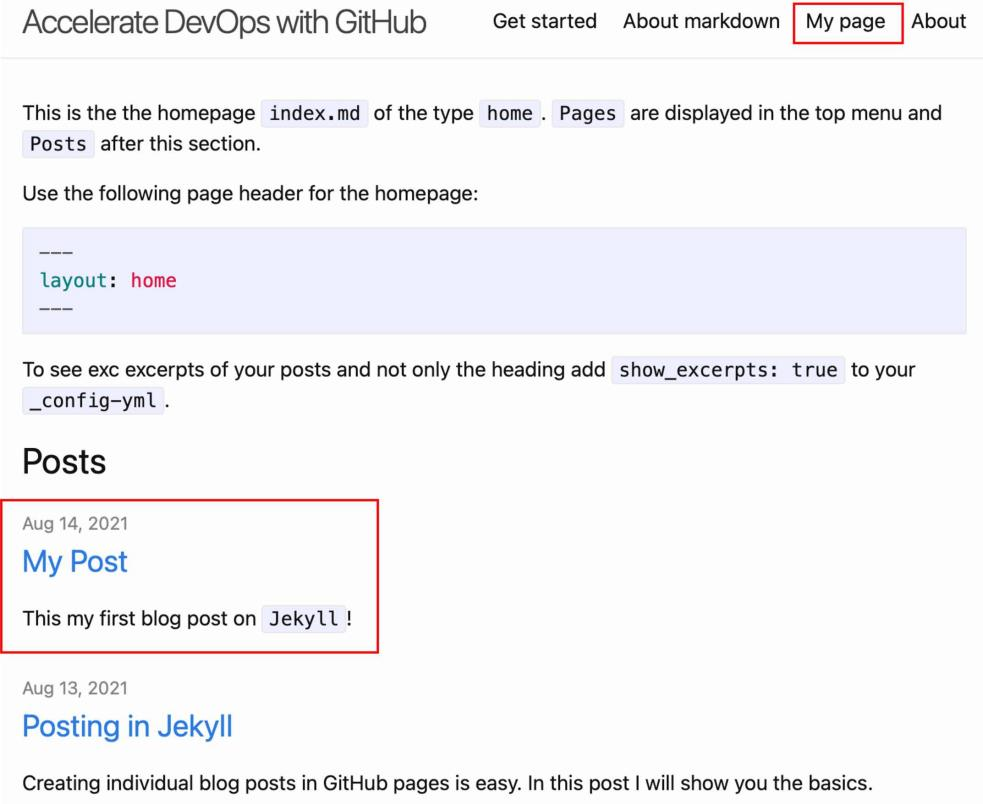 Accelerate DevOps with GitHub Get started About markdown My page About
This is the the homepage index.md of the type home . Pages are displayed in the top menu and
Posts after this section.
Use the following page header for the homepage:
---
layout: home
---
To see exc excerpts of your posts and not only the heading add show_excerpts: true to your
_config-yml .
Posts
Aug 14, 2021
My Post
This my first blog post on Jekyll !
Aug 13, 2021
Posting in Jekyll
Creating individual blog posts in GitHub pages is easy. In this post I will show you the basics.